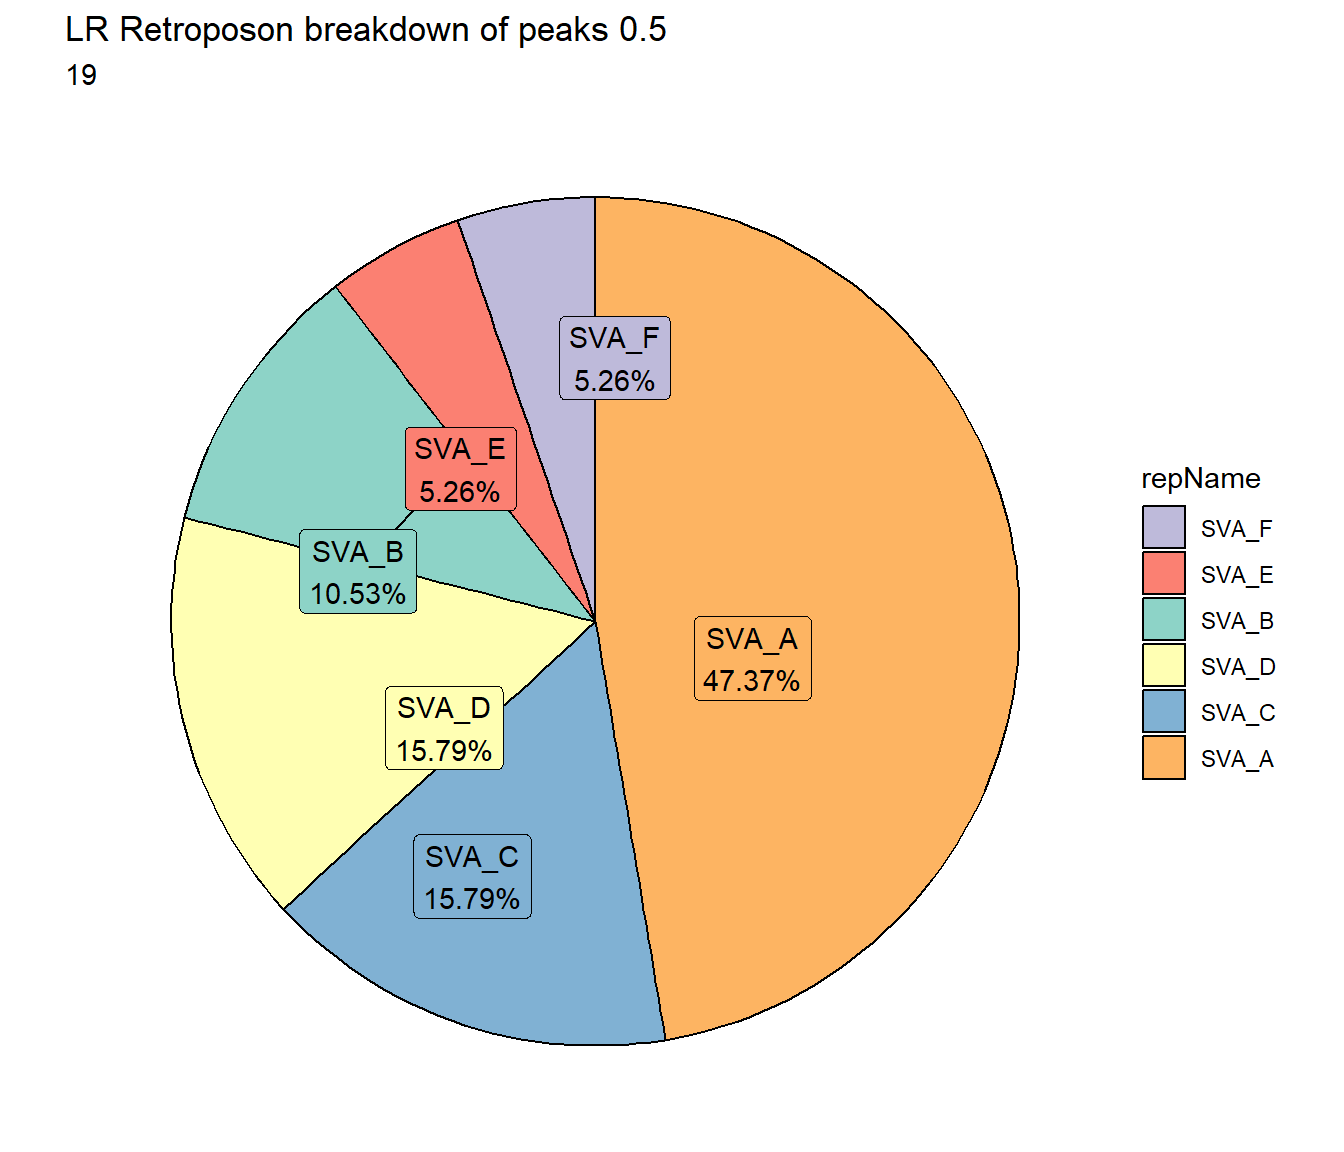 LR Retroposon breakdown of peaks 0.5
19
SVA_F
5.26%
SVA_E
5.26%
SVA_B
10.53%
SVA_A
47.37%
SVA_D
15.79%
SVA_C
15.79%
repName
SVA_F
SVA_E
SVA_B
SVA_D
SVA_C
SVA_A